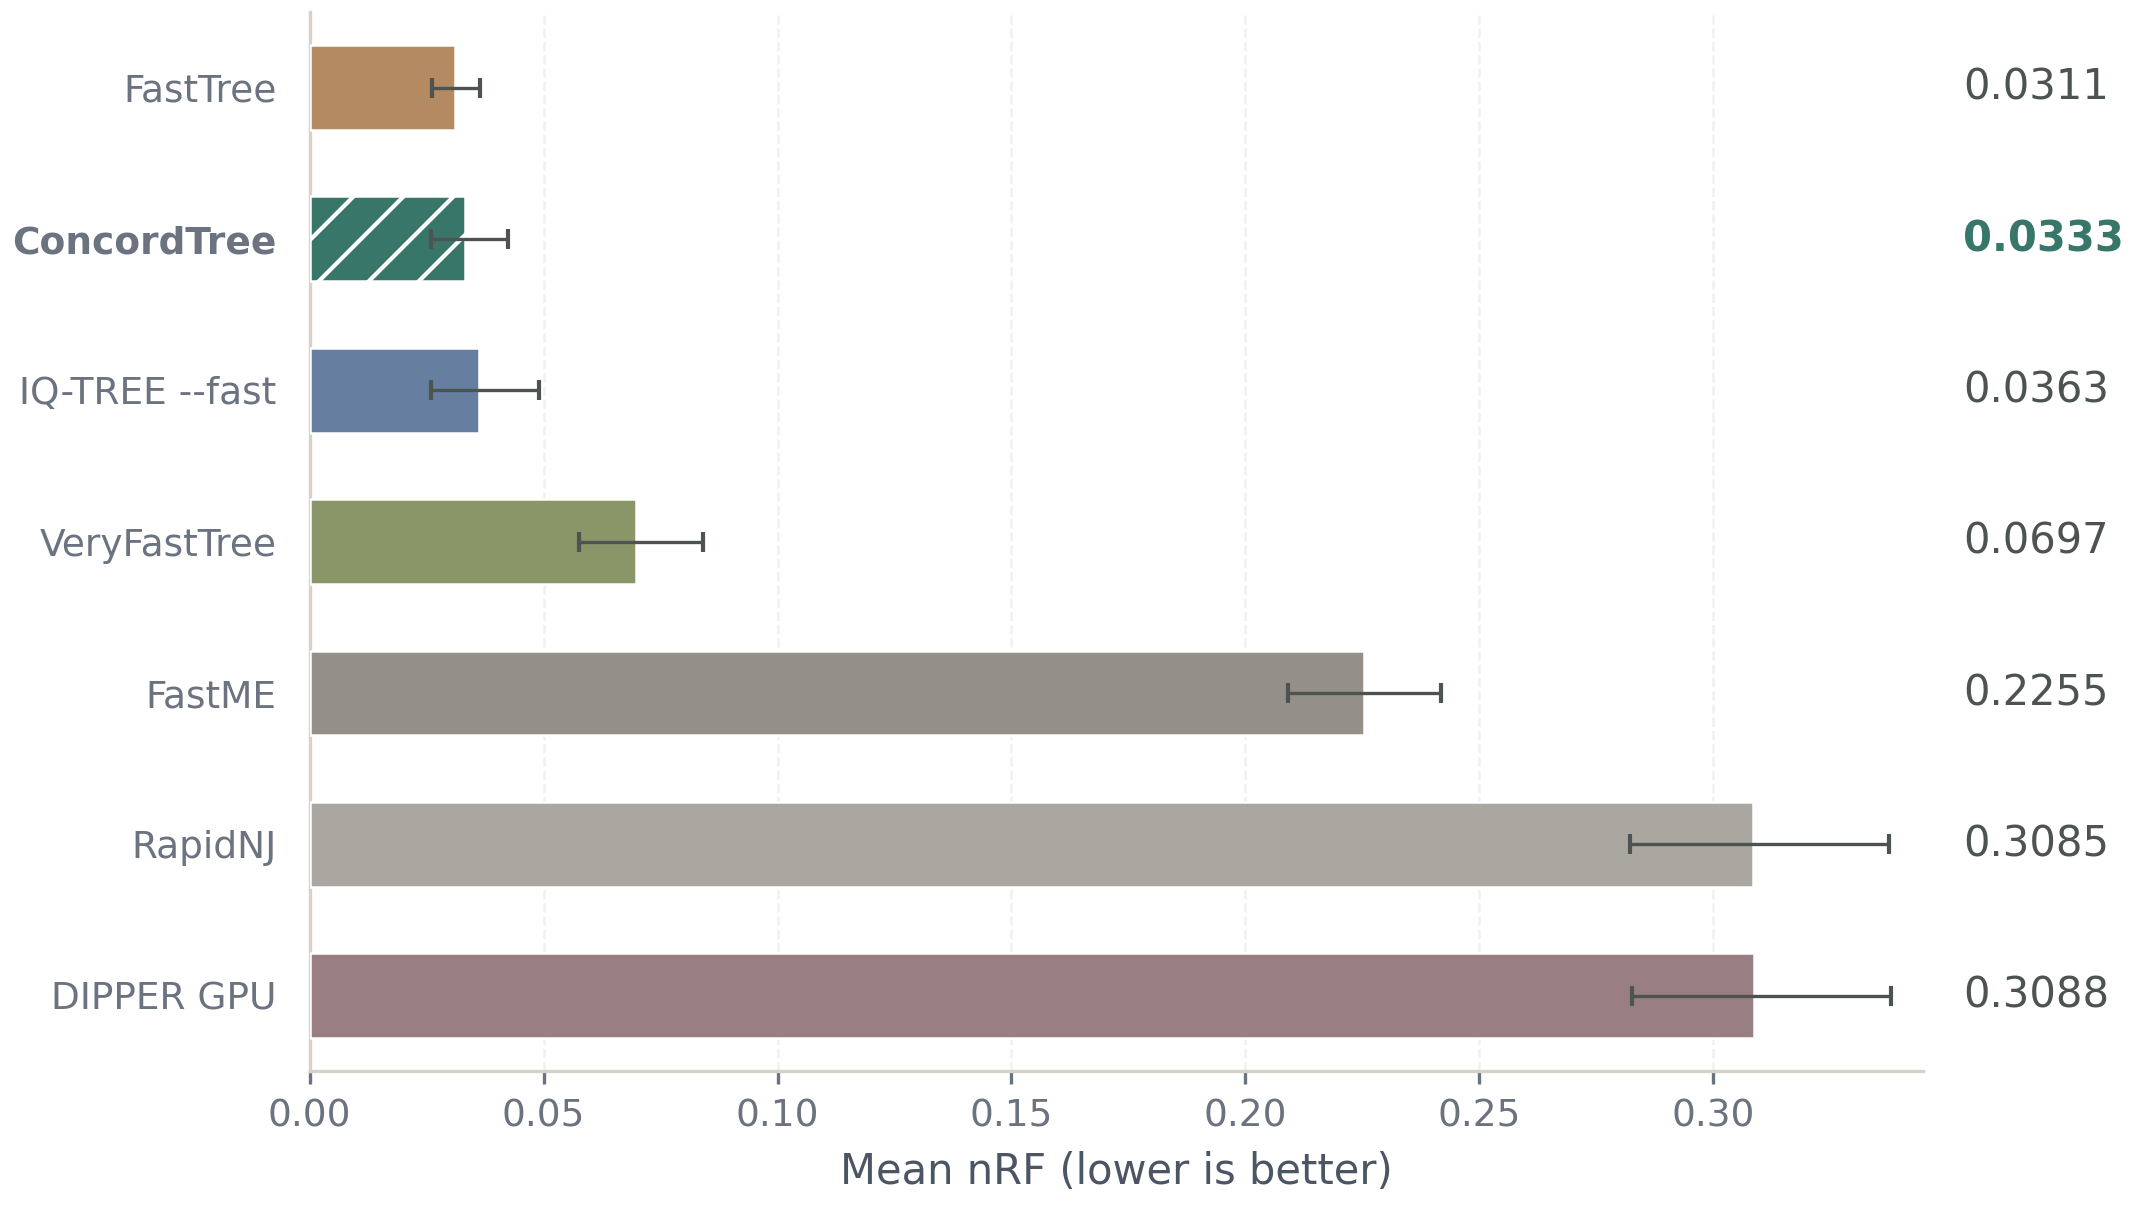 FastTree 0.0311
ConcordTree 0.0333
IQ-TREE --fast 0.0363
VeryFastTree 0.0697
FastME 0.2255
RapidNJ 0.3085
DIPPER GPU 0.3088
0.00 0.05 0.10 0.15 0.20 0.25 0.30
Mean nRF (lower is better)